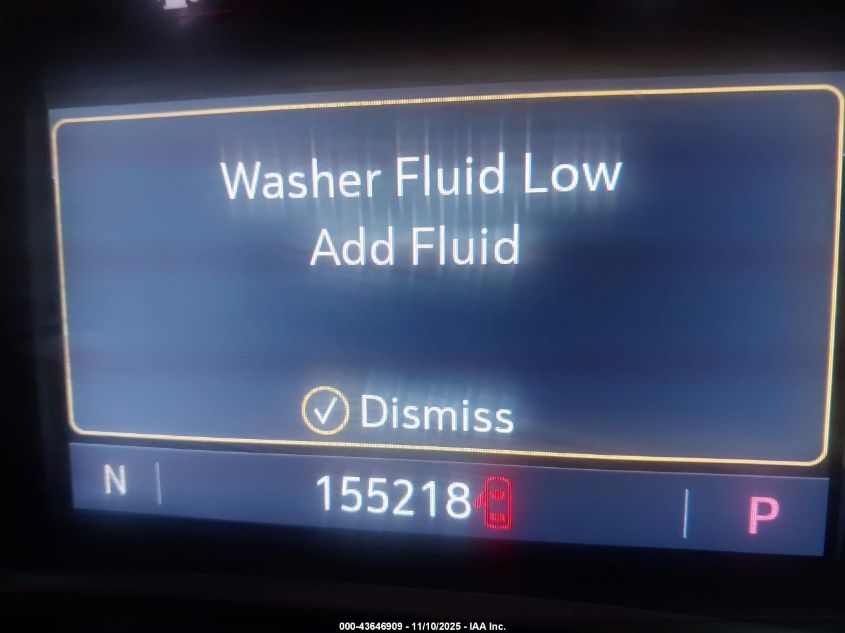 Washer Fluid Low
Add Fluid
Dismiss
N 155218 P
000-43646909 - 11/10/2025 - IAA Inc.